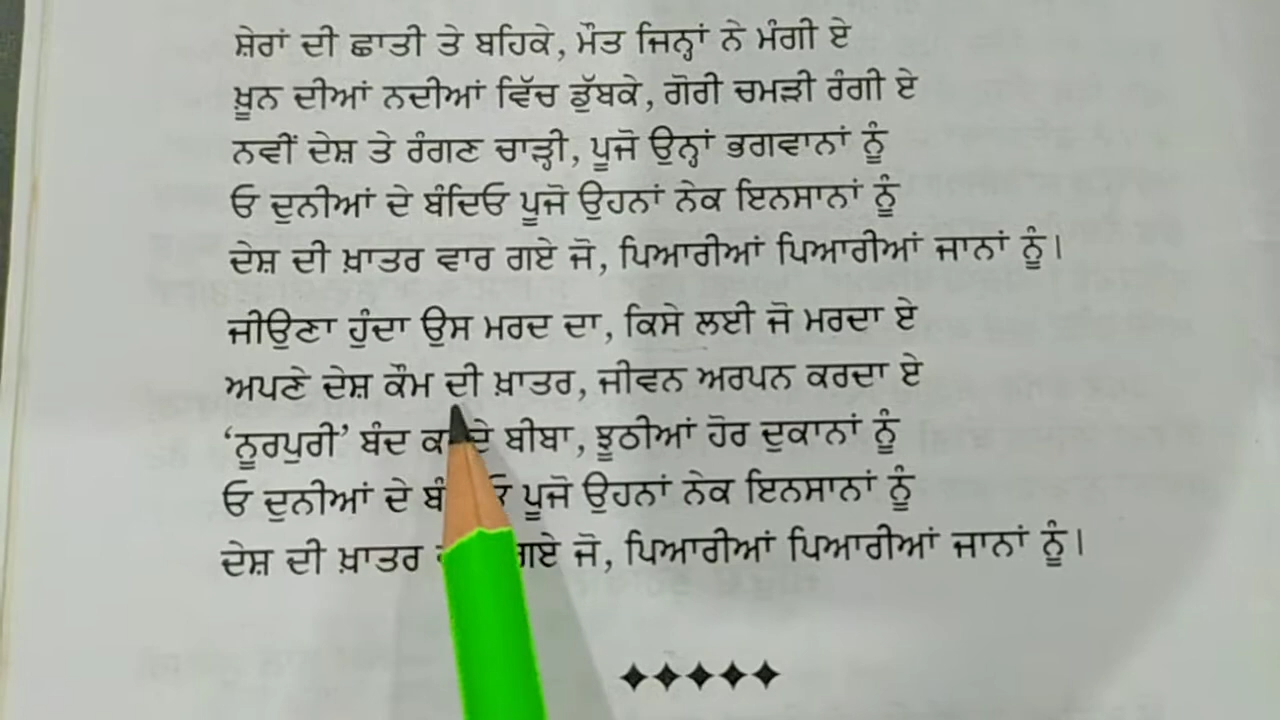 ਸ਼ੇਰਾਂ ਦੀ ਛਾਤੀ ਤੇ ਬਹਿਕੇ, ਮੌਤ ਜਿਨ੍ਹਾਂ ਨੇ ਮੰਗੀ ਏ
ਖ਼ੂਨ ਦੀਆਂ ਨਦੀਆਂ ਵਿੱਚ ਡੁੱਬਕੇ, ਗੋਰੀ ਚਮੜੀ ਰੰਗੀ ਏ
ਨਵੀਂ ਦੇਸ਼ ਤੇ ਰੰਗਣ ਚਾੜ੍ਹੀ, ਪੂਜੋ ਉਨ੍ਹਾਂ ਭਗਵਾਨਾਂ ਨੂੰ
ਓ ਦੁਨੀਆਂ ਦੇ ਬੰਦਿਓ ਪੂਜੋ ਉਹਨਾਂ ਨੇਕ ਇਨਸਾਨਾਂ ਨੂੰ
ਦੇਸ਼ ਦੀ ਖ਼ਾਤਰ ਵਾਰ ਗਏ ਜੋ, ਪਿਆਰੀਆਂ ਪਿਆਰੀਆਂ ਜਾਨਾਂ ਨੂੰ।
ਜੀਉਣਾ ਹੁੰਦਾ ਉਸ ਮਰਦ ਦਾ, ਕਿਸੇ ਲਈ ਜੋ ਮਰਦਾ ਏ
ਅਪਣੇ ਦੇਸ਼ ਕੌਮ ਦੀ ਖ਼ਾਤਰ, ਜੀਵਨ ਅਰਪਨ ਕਰਦਾ ਏ
‘ਨੂਰਪੁਰੀ’ ਬੰਦ ਬੀਬਾ, ਝੂਠੀਆਂ ਹੋਰ ਦੁਕਾਨਾਂ ਨੂੰ
ਓ ਦੁਨੀਆਂ ਦੇ ਪੂਜੋ ਉਹਨਾਂ ਨੇਕ ਇਨਸਾਨਾਂ ਨੂੰ
ਦੇਸ਼ ਦੀ ਖ਼ਾਤਰ ਗਏ ਜੋ, ਪਿਆਰੀਆਂ ਪਿਆਰੀਆਂ ਜਾਨਾਂ ਨੂੰ।